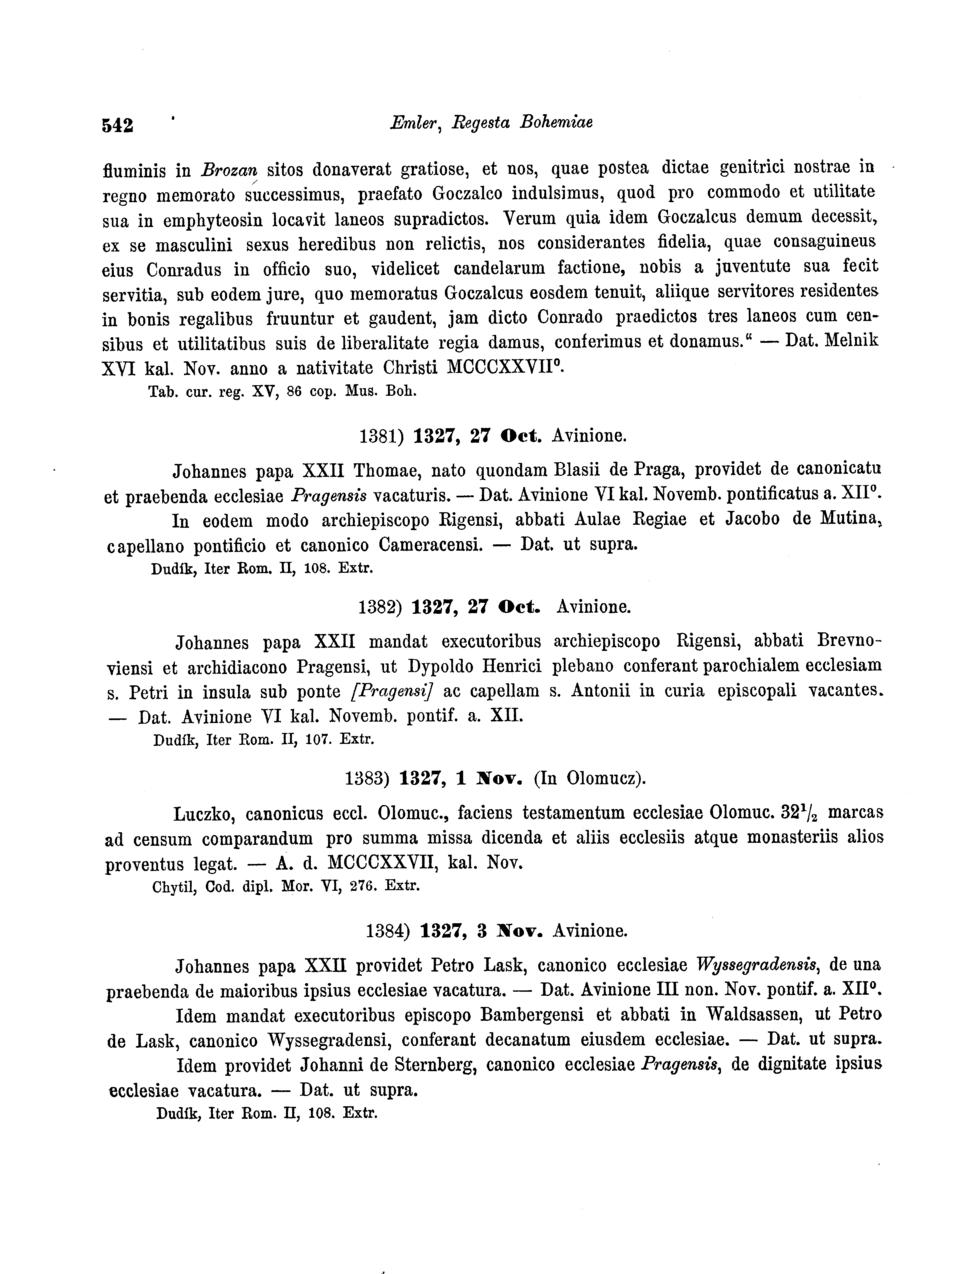 542
Emler, Regesta Bohemiae
fluminis in Brozan sitos donaverat gratiose, et nos, quae postea dictae genitrici nostrae in
regno memorato successimus, praefato Goczalco indulsimus, quod pro commodo et utilitate
sua in emphyteosin locavit laneos supradictos. Verum quia idem Goczalcus demum decessit,
ex se masculini sexus heredibus non relictis, nos considerantes fidelia, quae consaguineus
eius Conradus in officio suo, videlicet candelarum factione, nobis a juventute sua fecit
servitia, sub eodem jure, quo memoratus Goczalcus eosdem tenuit, aliique servitores residentes
in bonis regalibus fruuntur et gaudent, jam dicto Conrado praedictos tres laneos cum cen-
sibus et utilitatibus suis de liberalitate regia damus, conferimus et donamus.“ — Dat. Melnik
XVI kal. Nov. anno a nativitate Christi MCCCXXVII⁰.
Tab. cur. reg. XV, 86 cop. Mus. Boh.
1381) 1327, 27 Oct. Avinione.
Johannes papa XXII Thomae, nato quondam Blasii de Praga, providet de canonicatu
et praebenda ecclesiae Pragensis vacaturis. — Dat. Avinione VI kal. Novemb. pontificatus a. XII⁰.
In eodem modo archiepiscopo Rigensi, abbati Aulae Regiae et Jacobo de Mutina,
capellano pontificio et canonico Cameracensi. — Dat. ut supra.
Dudík, Iter Rom. II, 108. Extr.
1382) 1327, 27 Oct. Avinione.
Johannes papa XXII mandat executoribus archiepiscopo Rigensi, abbati Brevno-
viensi et archidiacono Pragensi, ut Dypoldo Henrici plebano conferant parochialem ecclesiam
s. Petri in insula sub ponte [Pragensi] ac capellam s. Antonii in curia episcopali vacantes.
— Dat. Avinione VI kal. Novemb. pontif. a. XII.
Dudík, Iter Rom. II, 107. Extr.
1383) 1327, 1 Nov. (In Olomucz).
Luczko, canonicus eccl. Olomuc., faciens testamentum ecclesiae Olomuc. 32½ marcas
ad censum comparandum pro summa missa dicenda et aliis ecclesiis atque monasteriis alios
proventus legat. — A. d. MCCCXXVII, kal. Nov.
Chytil, Cod. dipl. Mor. VI, 276. Extr.
1384) 1327, 3 Nov. Avinione.
Johannes papa XXII providet Petro Lask, canonico ecclesiae Wyssegradensis, de una
praebenda de maioribus ipsius ecclesiae vacatura. — Dat. Avinione III non. Nov. pontif. a. XII⁰.
Idem mandat executoribus episcopo Bambergensi et abbati in Waldsassen, ut Petro
de Lask, canonico Wyssegradensi, conferant decanatum eiusdem ecclesiae. — Dat. ut supra.
Idem providet Johanni de Sternberg, canonico ecclesiae Pragensis, de dignitate ipsius
ecclesiae vacatura. — Dat. ut supra.
Dudík, Iter Rom. II, 108. Extr.